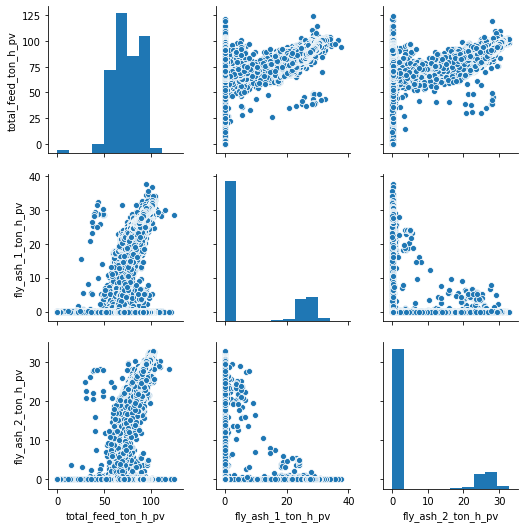 125
100
75
50
25
0
total_feed_ton_h_pv
40
30
20
10
0
fly_ash_1_ton_h_pv
30
20
10
0
fly_ash_2_ton_h_pv
0 50 100
0 20 40
0 10 20 30
total_feed_ton_h_pv
fly_ash_1_ton_h_pv
fly_ash_2_ton_h_pv